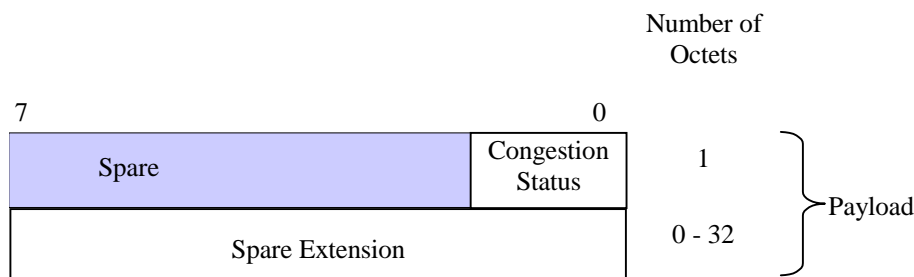 Number of
Octets
7 0
Spare Congestion
Status 1
Payload
Spare Extension 0 - 32